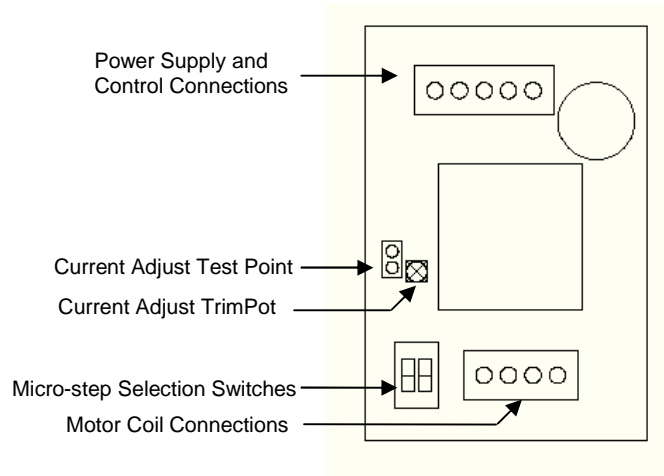 Power Supply and
Control Connections
Current Adjust Test Point
Current Adjust TrimPot
Micro-step Selection Switches
Motor Coil Connections